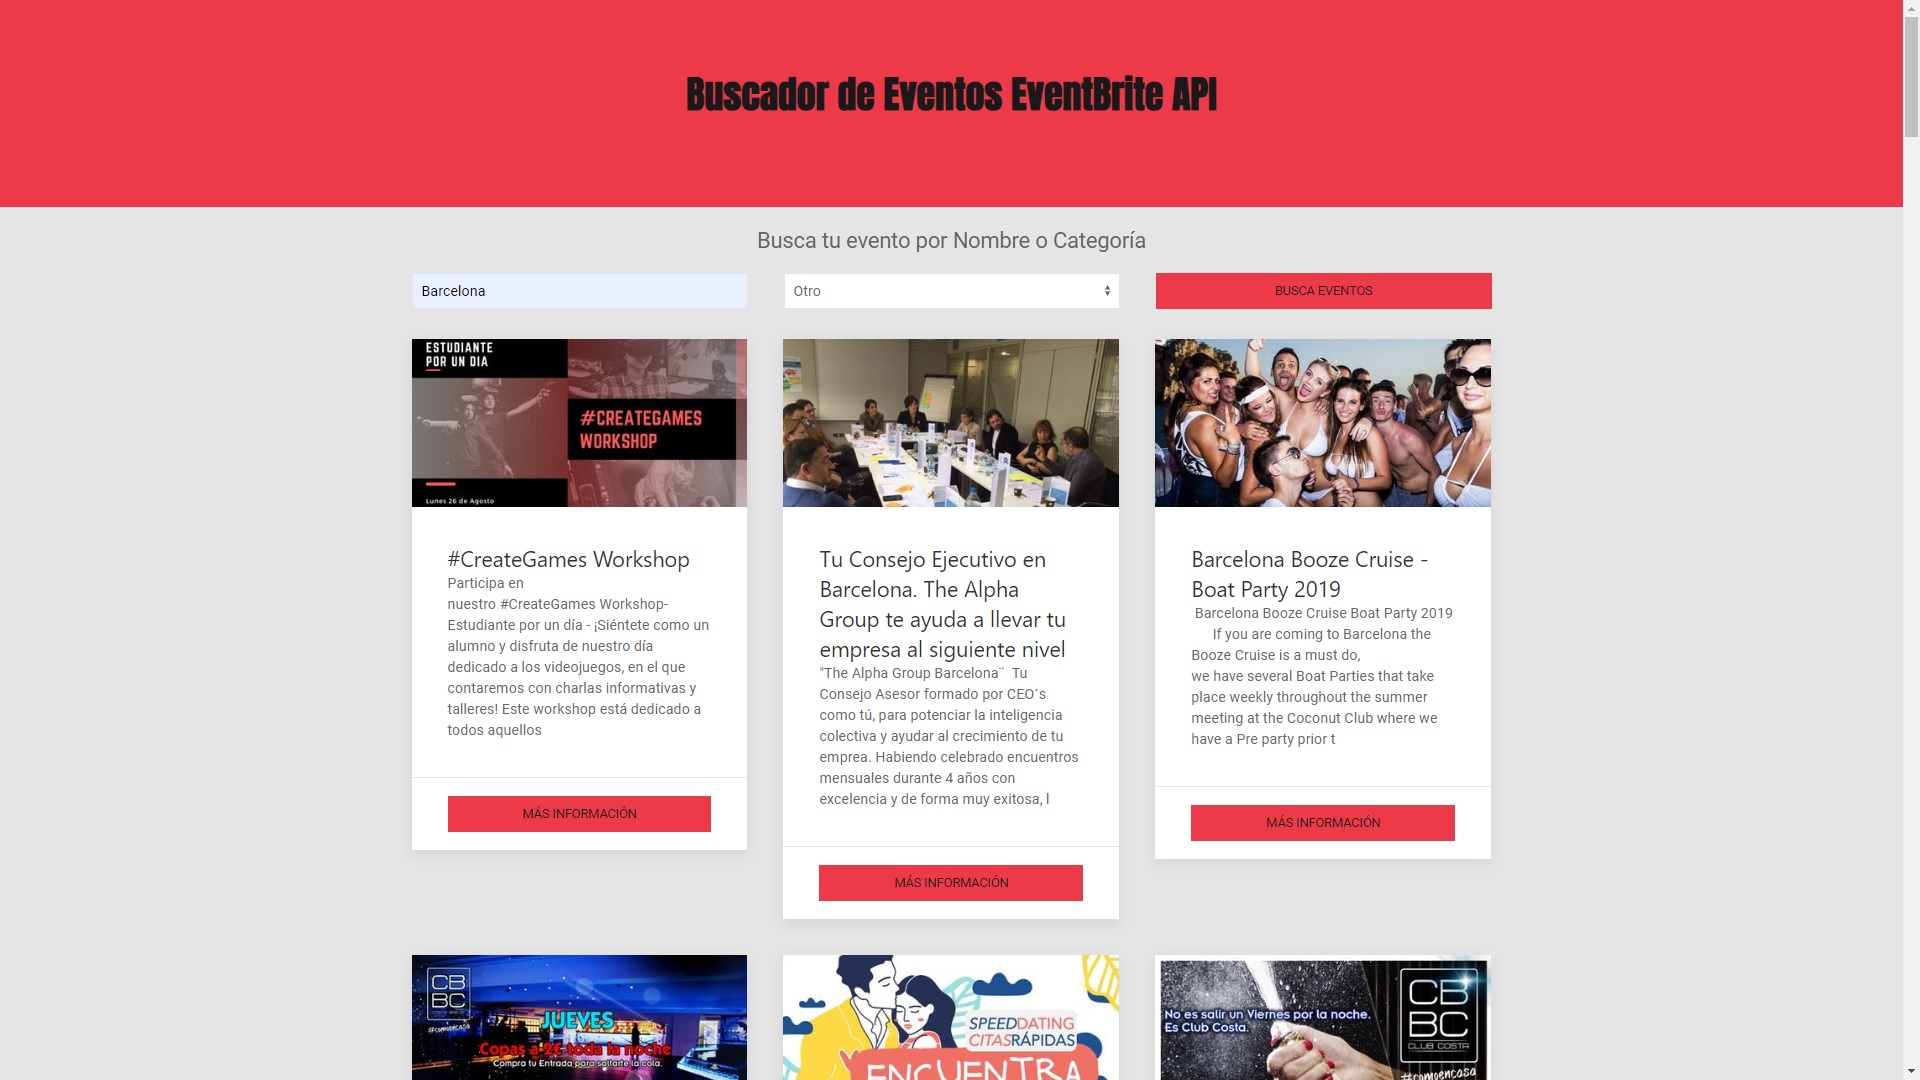 Buscador de Eventos EventBrite API
Busca tu evento por Nombre o Categoría
Barcelona
Otro
BUSCA EVENTOS
ESTUDIANTE
POR UN DIA
#CREATEGAMES
WORKSHOP
Lunes 26 de Agosto
#CreateGames Workshop
Participa en
nuestro #CreateGames Workshop-
Estudiante por un día - ¡Siéntete como un
alumno y disfruta de nuestro día
dedicado a los videojuegos, en el que
contaremos con charlas informativas y
talleres! Este workshop está dedicado a
todos aquellos
MÁS INFORMACIÓN
Tu Consejo Ejecutivo en
Barcelona. The Alpha
Group te ayuda a llevar tu
empresa al siguiente nivel
"The Alpha Group Barcelona¨ Tu
Consejo Asesor formado por CEO´s
como tú, para potenciar la inteligencia
colectiva y ayudar al crecimiento de tu
emprea. Habiendo celebrado encuentros
mensuales durante 4 años con
excelencia y de forma muy exitosa, l
MÁS INFORMACIÓN
Barcelona Booze Cruise -
Boat Party 2019
Barcelona Booze Cruise Boat Party 2019
If you are coming to Barcelona the
Booze Cruise is a must do,
we have several Boat Parties that take
place weekly throughout the summer
meeting at the Coconut Club where we
have a Pre party prior t
MÁS INFORMACIÓN
CB
BC
#comoencasa
JUEVES
Copas a 2€ toda la noche
Compra tu Entrada para saltarte la cola.
SPEEDDATING
CITASRÁPIDAS
ENCUENTRA
No es salir un Viernes por la noche.
Es Club Costa.
CB
BC
CLUB COSTA
#comoencasa